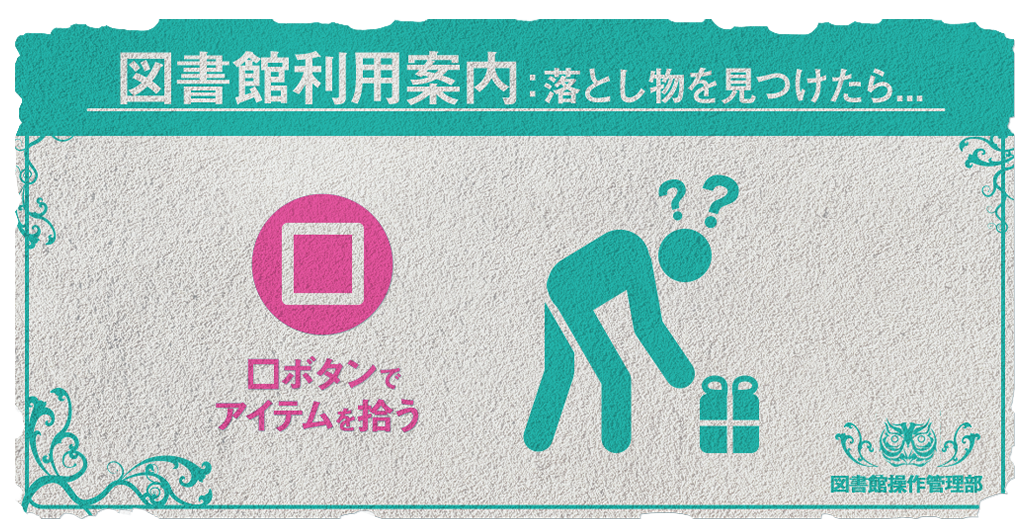 図書館利用案内：落とし物を見つけたら...
? ?
□ボタンで
アイテムを拾う
図書館操作管理部